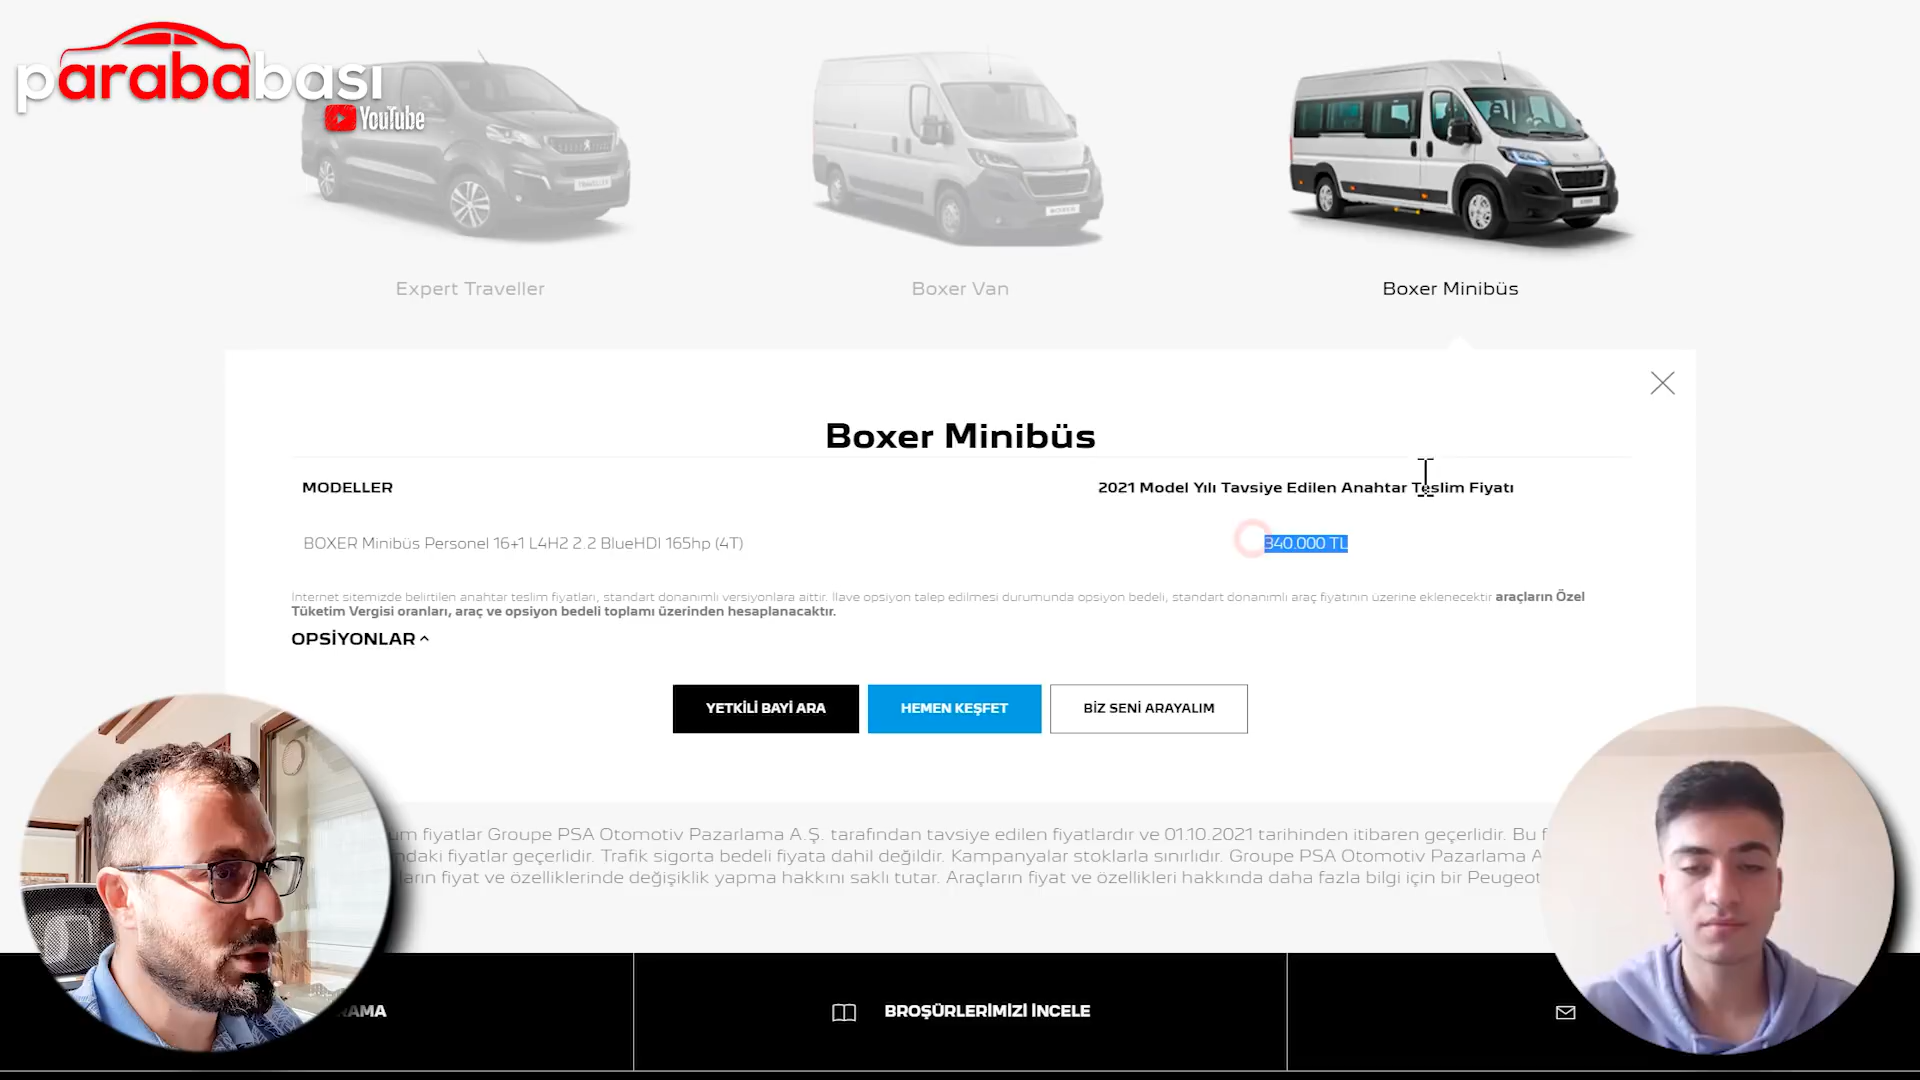 parababası
YouTube
Expert Traveller
Boxer Van
Boxer Minibüs
Boxer Minibüs
MODELLER
2021 Model Yılı Tavsiye Edilen Anahtar Teslim Fiyatı
BOXER Minibüs Personel 16+1 L4H2 2.2 BlueHDI 165hp (4T)
340.000 TL
İnternet sitemizde belirtilen anahtar teslim fiyatları, standart donanımlı versiyonlara aittir. İlave opsiyon talep edilmesi durumunda opsiyon bedeli, standart donanımlı araç fiyatının üzerine eklenecektir araçların Özel
Tüketim Vergisi oranları, araç ve opsiyon bedeli toplamı üzerinden hesaplanacaktır.
OPSİYONLAR
YETKİLİ BAYİ ARA
HEMEN KEŞFET
BİZ SENİ ARAYALIM
fiyatlar Groupe PSA Otomotiv Pazarlama A.Ş. tarafından tavsiye edilen fiyatlardır ve 01.10.2021 tarihinden itibaren geçerlidir. Bu
fiyatlar geçerlidir. Trafik sigorta bedeli fiyata dahil değildir. Kampanyalar stoklarla sınırlıdır. Groupe PSA Otomotiv Pazarlama
fiyat ve özelliklerinde değişiklik yapma hakkını saklı tutar. Araçların fiyat ve özellikleri hakkında daha fazla bilgi için bir Peugeot
BROŞÜRLERİMİZİ İNCELE